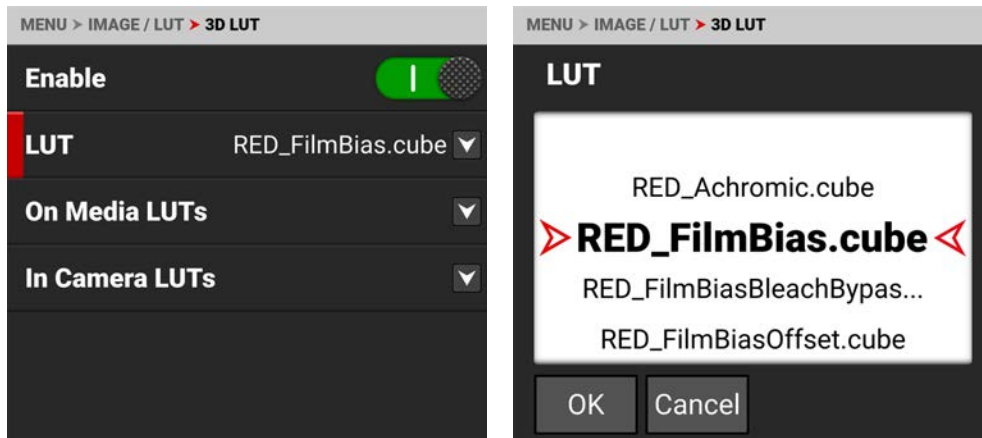 MENU > IMAGE / LUT > 3D LUT
Enable
LUT RED_FilmBias.cube
On Media LUTs
In Camera LUTs
MENU > IMAGE / LUT > 3D LUT
LUT
RED_Achromic.cube
RED_FilmBias.cube
RED_FilmBiasBleachBypas...
RED_FilmBiasOffset.cube
OK Cancel